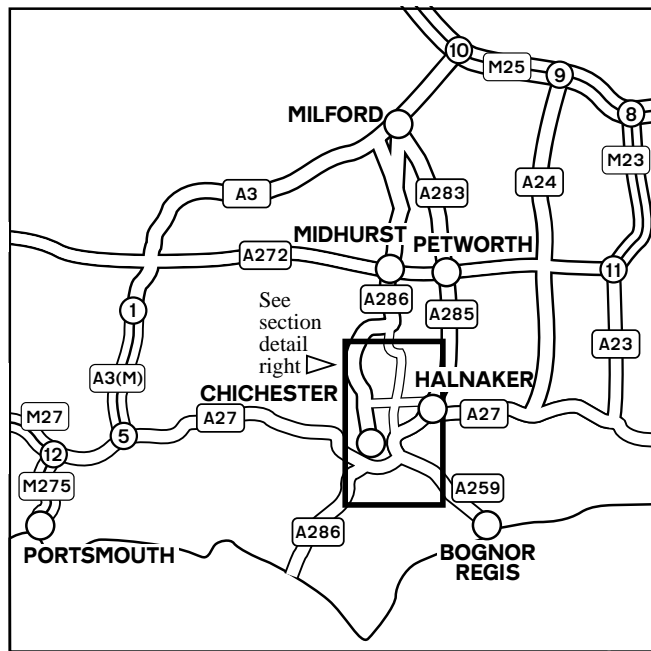 10
M25
9
8
MILFORD
M23
A3
A283
A24
MIDHURST
PETWORTH
A272
11
A286
A285
See
section
detail
right
1
A23
A3(M)
CHICHESTER
HALNAKER
M27
A27
A27
5
12
M275
A259
A286
PORTSMOUTH
BOGNOR
REGIS